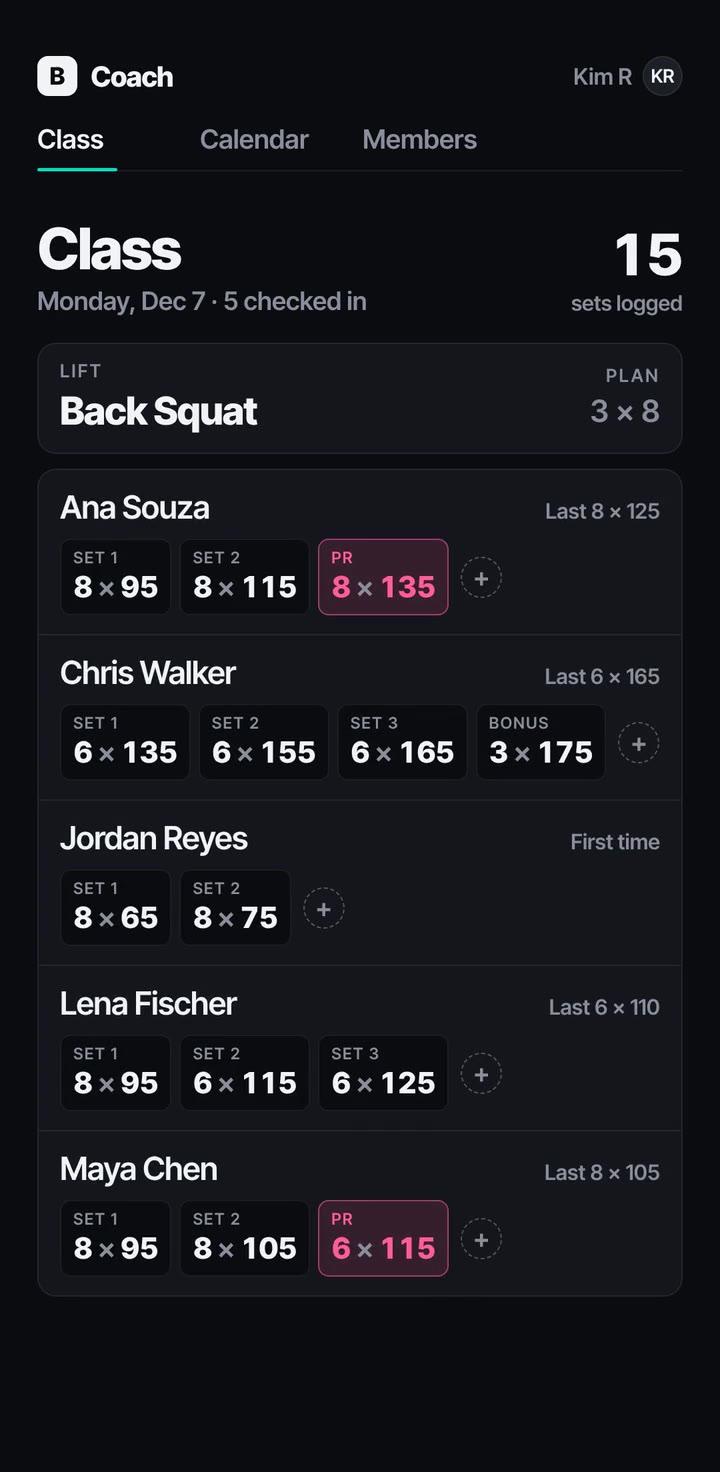 B Coach Kim R KR
Class Calendar Members
Class 15
Monday, Dec 7 · 5 checked in sets logged
LIFT PLAN
Back Squat 3 × 8
Ana Souza Last 8 × 125
SET 1 SET 2 PR
8 × 95 8 × 115 8 × 135 +
Chris Walker Last 6 × 165
SET 1 SET 2 SET 3 BONUS
6 × 135 6 × 155 6 × 165 3 × 175 +
Jordan Reyes First time
SET 1 SET 2
8 × 65 8 × 75 +
Lena Fischer Last 6 × 110
SET 1 SET 2 SET 3
8 × 95 6 × 115 6 × 125 +
Maya Chen Last 8 × 105
SET 1 SET 2 PR
8 × 95 8 × 105 6 × 115 +